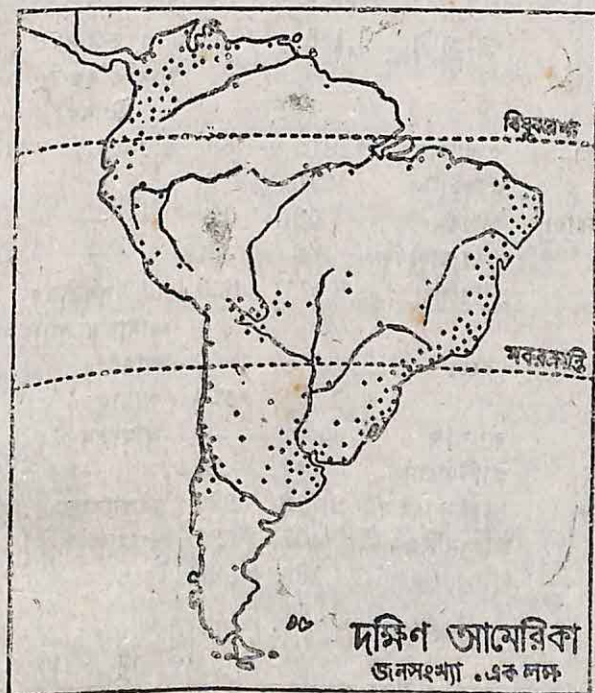 বিষুবরেখা
মকরক্রান্তি
দক্ষিণ আমেরিকা
জনসংখ্যা . এক লক্ষ